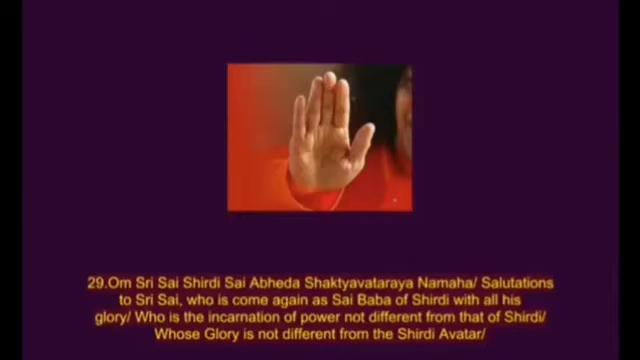 29.Om Sri Sai Shirdi Sai Abheda Shaktyavataraya Namaha/ Salutations
to Sri Sai, who is come again as Sai Baba of Shirdi with all his
glory/ Who is the incarnation of power not different from that of Shirdi/
Whose Glory is not different from the Shirdi Avatar/